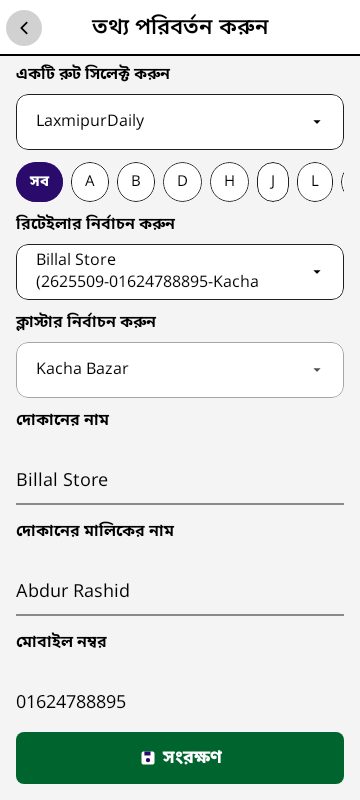 তথ্য পরিবর্তন করুন
একটি রুট সিলেক্ট করুন
LaxmipurDaily
সব A B D H J L
রিটেইলার নির্বাচন করুন
Billal Store
(2625509-01624788895-Kacha
ক্লাস্টার নির্বাচন করুন
Kacha Bazar
দোকানের নাম
Billal Store
দোকানের মালিকের নাম
Abdur Rashid
মোবাইল নম্বর
01624788895
সংরক্ষণ